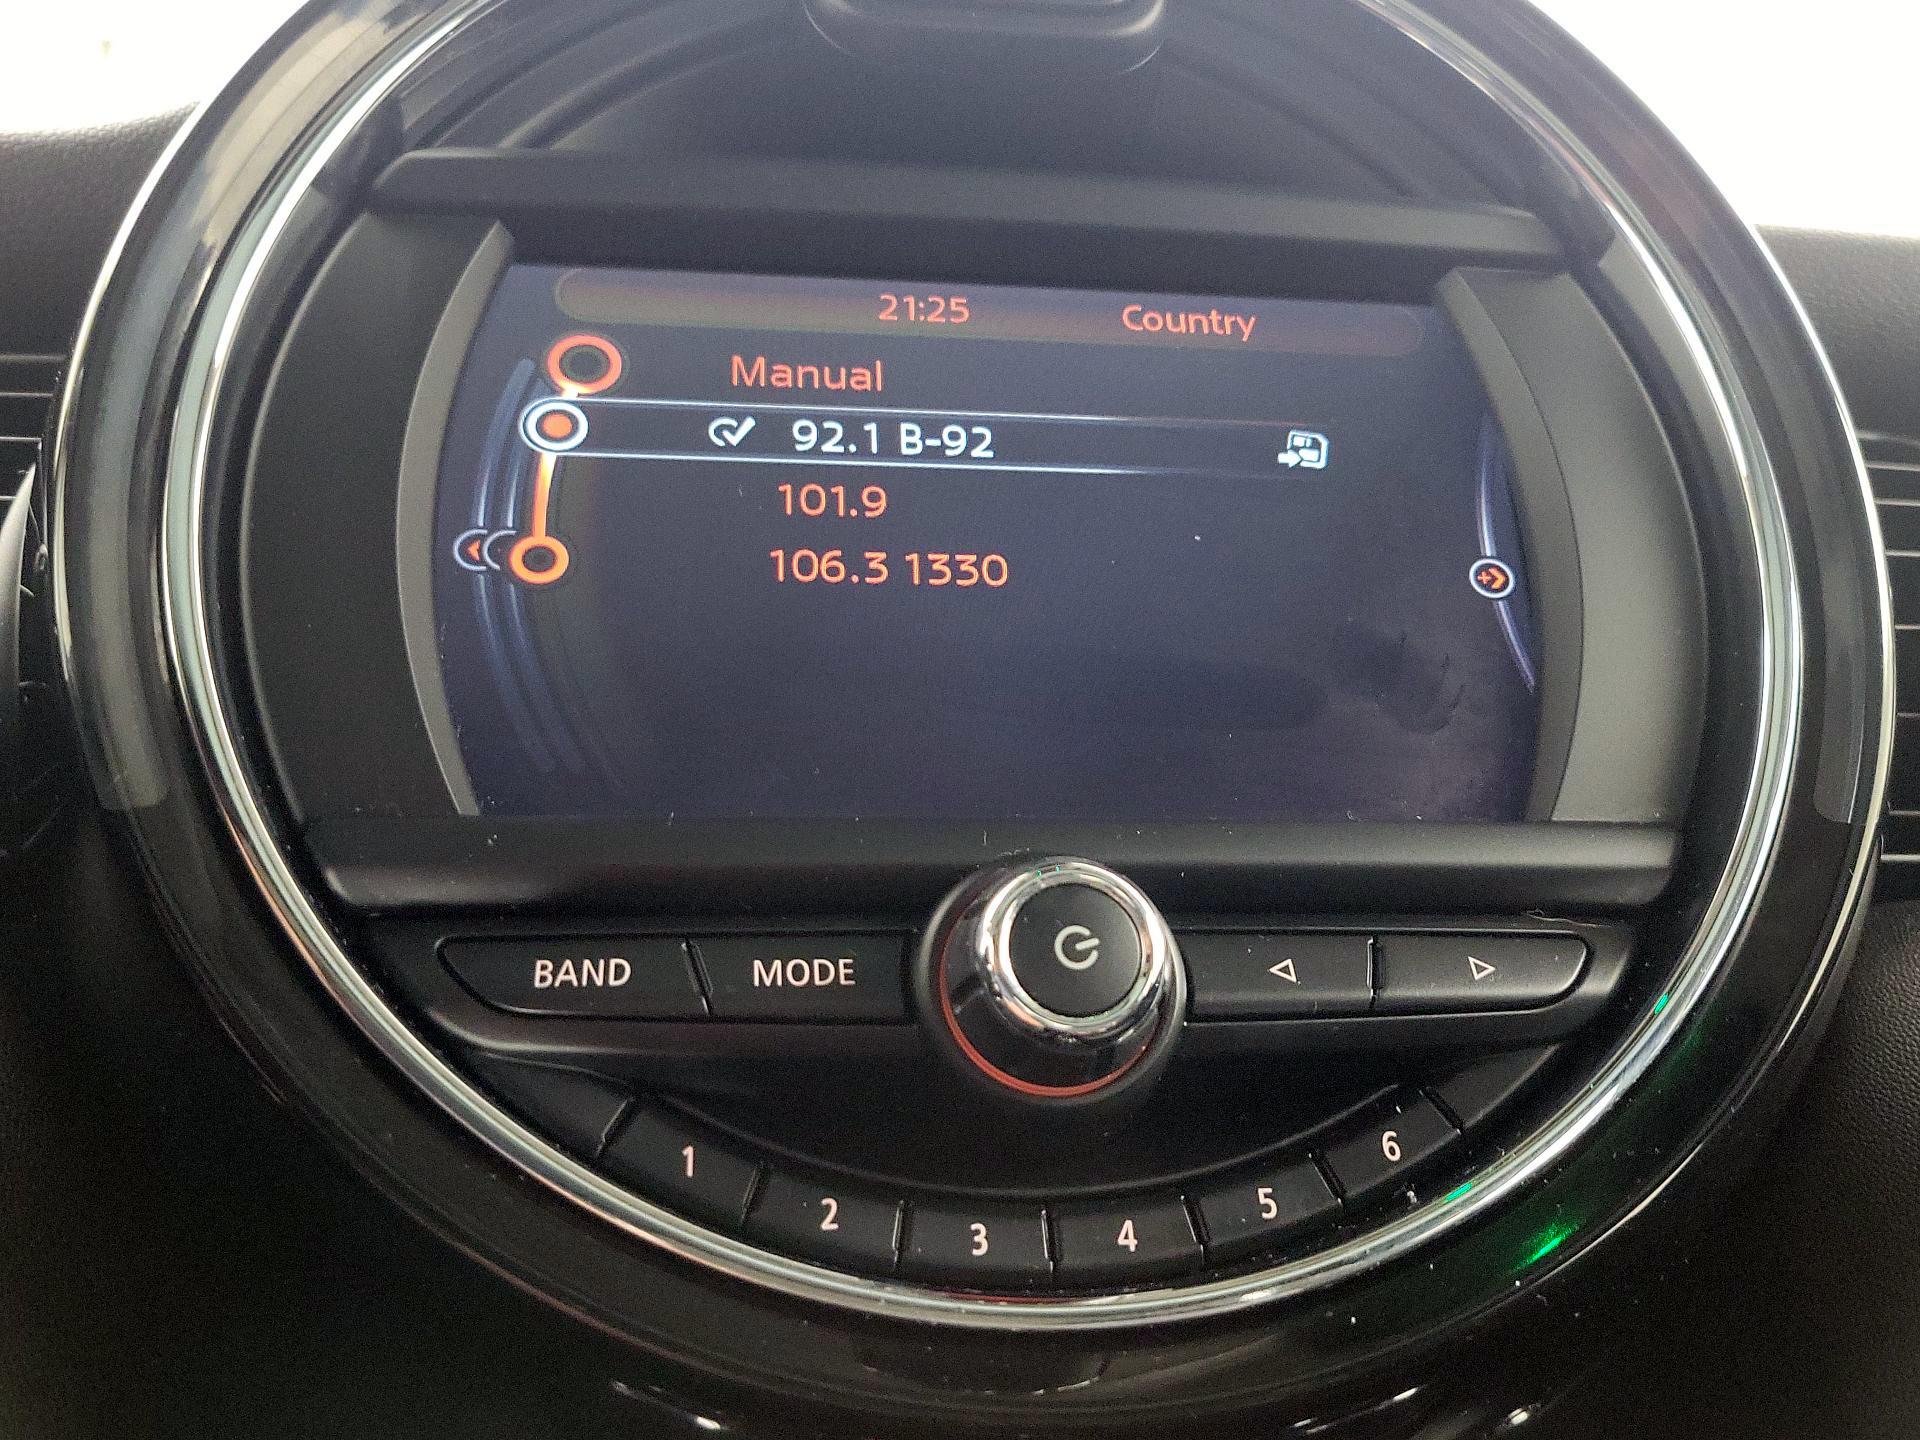 21:25 Country
Manual
92.1 B-92
101.9
106.3 1330
BAND MODE
1 2 3 4 5 6